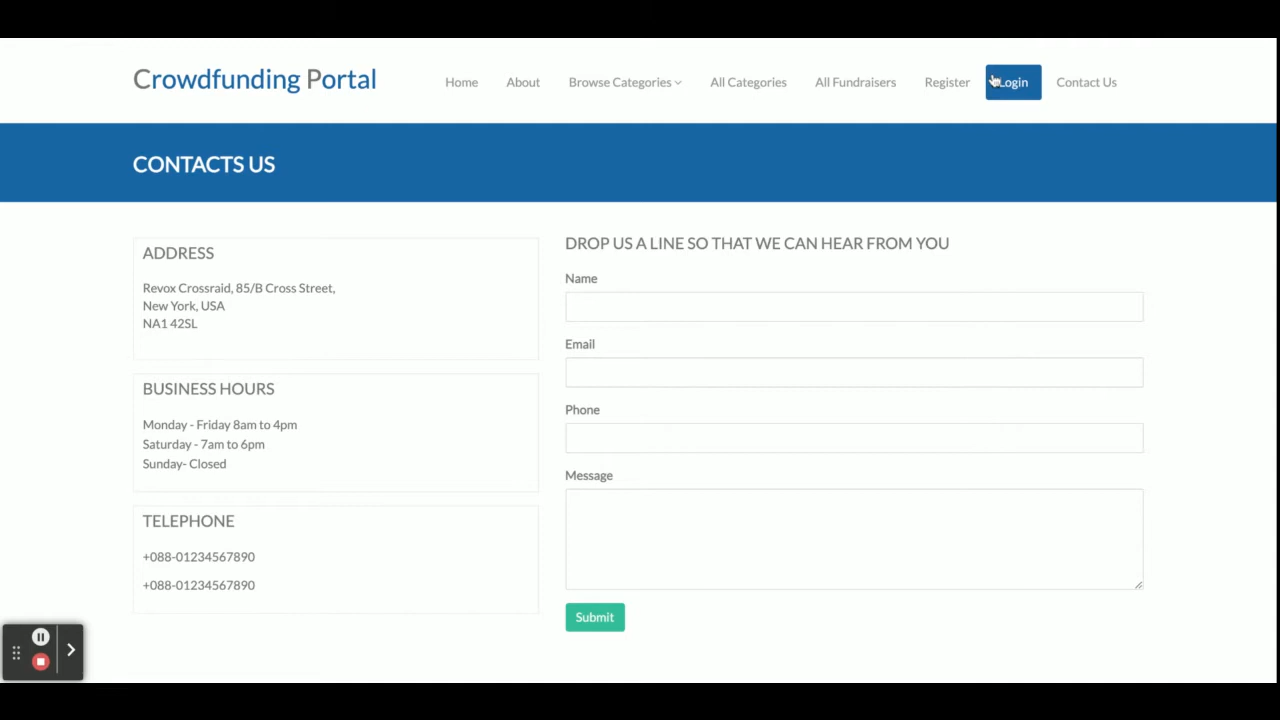 Crowdfunding Portal
Home About Browse Categories All Categories All Fundraisers Register Login Contact Us
CONTACTS US
ADDRESS
Revox Crossraid, 85/B Cross Street,
New York, USA
NA1 42SL
BUSINESS HOURS
Monday - Friday 8am to 4pm
Saturday - 7am to 6pm
Sunday- Closed
TELEPHONE
+088-01234567890
+088-01234567890
DROP US A LINE SO THAT WE CAN HEAR FROM YOU
Name
Email
Phone
Message
Submit